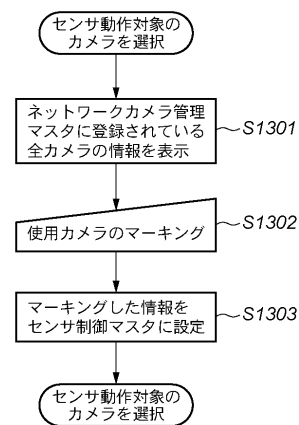 センサ動作対象の
カメラを選択
ネットワークカメラ管理
マスタに登録されている
全カメラの情報を表示
S1301
使用カメラのマーキング
S1302
マーキングした情報を
センサ制御マスタに設定
S1303
センサ動作対象の
カメラを選択